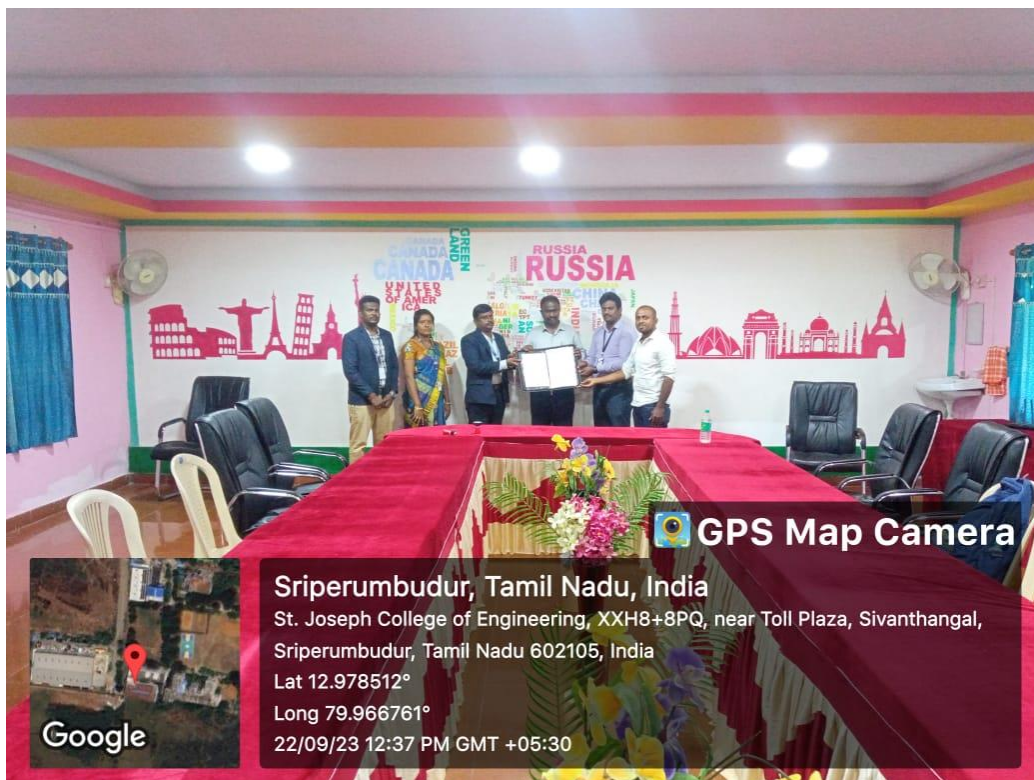 GREEN
LAND
CANADA
CANADA
CANADA
UNITED
STATES
OF AMER
ICA
RUSSIA
RUSSIA
GPS Map Camera
Sriperumbudur, Tamil Nadu, India
St. Joseph College of Engineering, XXH8+8PQ, near Toll Plaza, Sivanthangal,
Sriperumbudur, Tamil Nadu 602105, India
Lat 12.978512°
Long 79.966761°
22/09/23 12:37 PM GMT +05:30
Google